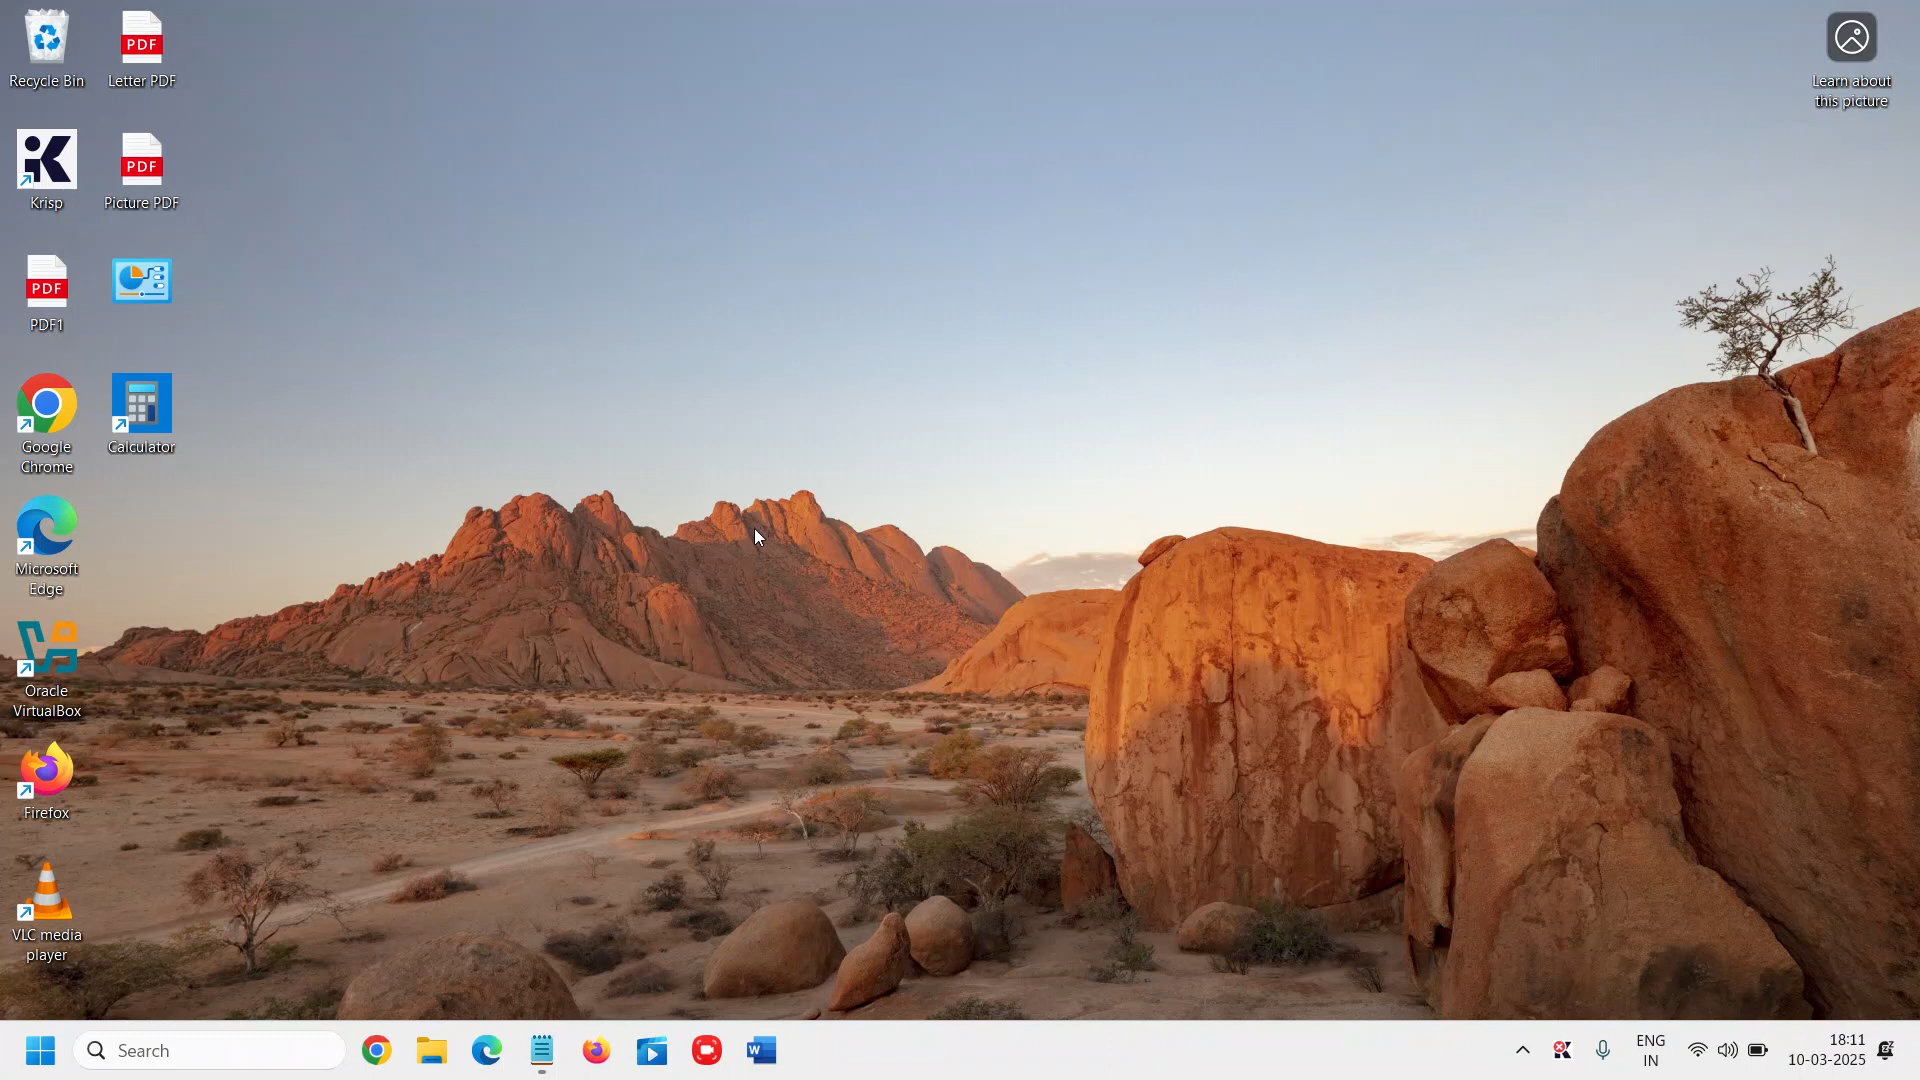 Recycle Bin
PDF
Letter PDF
Krisp
PDF
Picture PDF
PDF
PDF1
Google
Chrome
Calculator
Microsoft
Edge
Oracle
VirtualBox
Firefox
VLC media
player
Learn about
this picture
Search
W
ENG
IN
18:11
10-03-2025